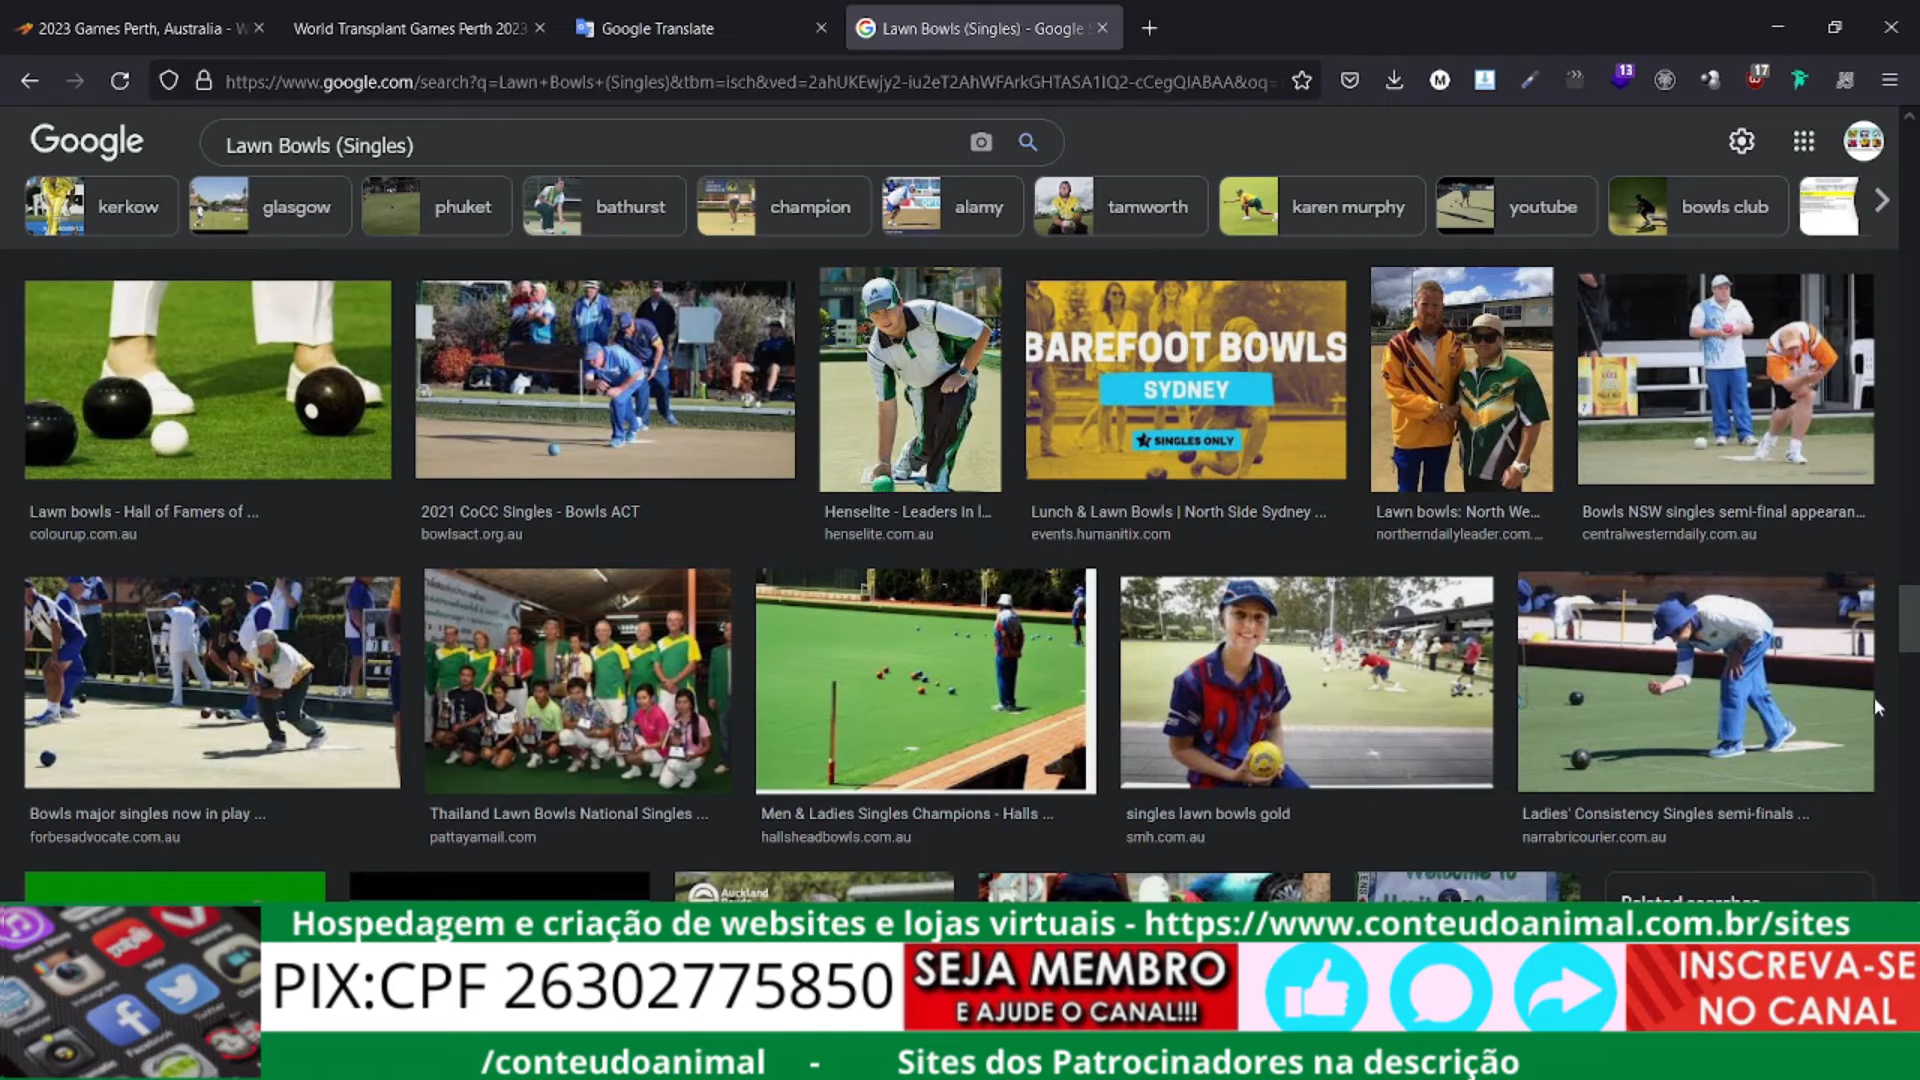 2023 Games Perth, Australia - W
World Transplant Games Perth 2023
Google Translate
Lawn Bowls (Singles) - Google S
https://www.google.com/search?q=Lawn+Bowls+(Singles)&tbm=isch&ved=2ahUKEwjy2-iu2eT2AhWFArkGHTASA1IQ2-cCegQIABAA&oq=
13
17
Google
Lawn Bowls (Singles)
kerkow
glasgow
phuket
bathurst
champion
alamy
tamworth
karen murphy
youtube
bowls club
BAREFOOT BOWLS
SYDNEY
SINGLES ONLY
Lawn bowls - Hall of Famers of ...
colourup.com.au
2021 CoCC Singles - Bowls ACT
bowlsact.org.au
Henselite - Leaders in l...
henselite.com.au
Lunch & Lawn Bowls | North Side Sydney ...
events.humanitix.com
Lawn bowls: North We...
northerndailyleader.com....
Bowls NSW singles semi-final appearan...
centralwesterndaily.com.au
Bowls major singles now in play ...
forbesadvocate.com.au
Thailand Lawn Bowls National Singles ...
pattayamail.com
Men & Ladies Singles Champions - Halls ...
hallsheadbowls.com.au
singles lawn bowls gold
smh.com.au
Ladies' Consistency Singles semi-finals ...
narrabricourier.com.au
Auckland
Welcome to
Related searches
Hospedagem e criação de websites e lojas virtuais - https://www.conteudoanimal.com.br/sites
PIX:CPF 26302775850
SEJA MEMBRO
E AJUDE O CANAL!!!
INSCREVA-SE
NO CANAL
/conteudoanimal - Sites dos Patrocinadores na descrição